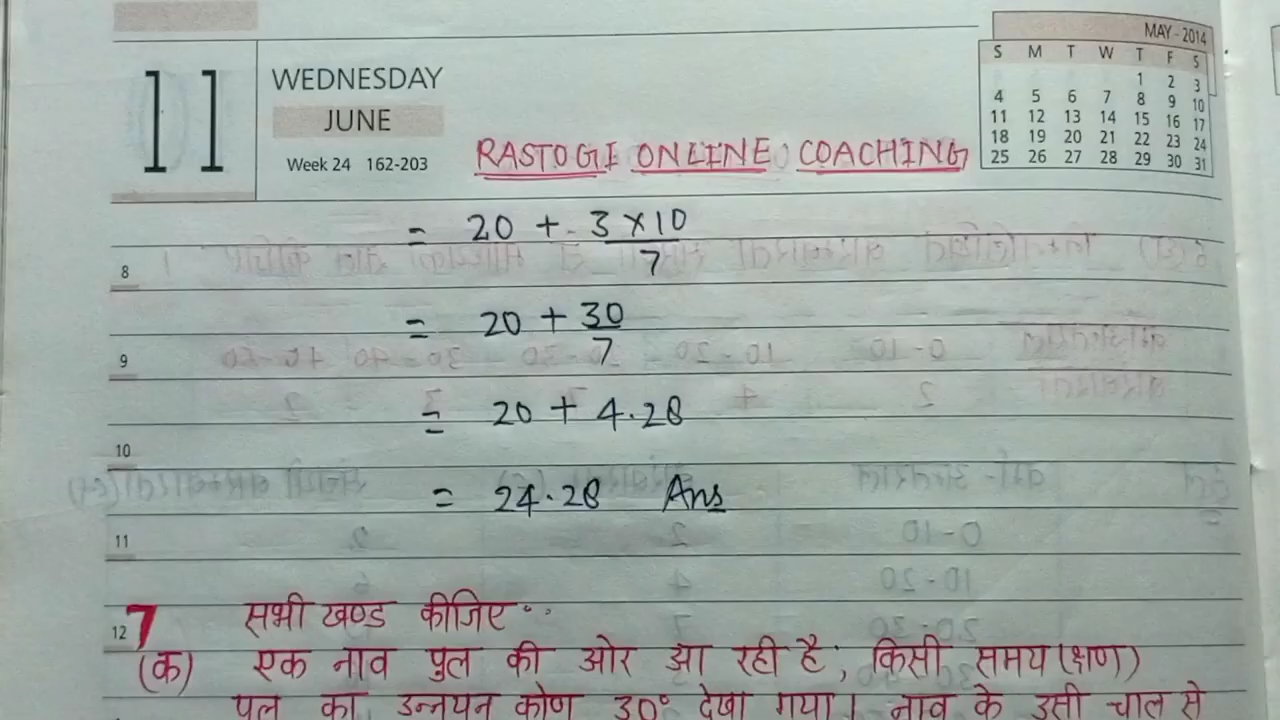 11
WEDNESDAY
JUNE
Week 24 162-203
MAY - 2014
S M T W T F S
1 2 3
4 5 6 7 8 9 10
11 12 13 14 15 16 17
18 19 20 21 22 23 24
25 26 27 28 29 30 31
RASTOGI ONLINE COACHING
= 20 + 3 × 10 / 7
8
= 20 + 30 / 7
9
= 20 + 4.28
10
= 24.28 Ans
11
12 7 सभी खण्ड कीजिए
(क) एक नाव पुल की ओर आ रही है; किसी समय (क्षण)
पुल का उन्नयन कोण 30° देखा गया। नाव के उसी चाल से